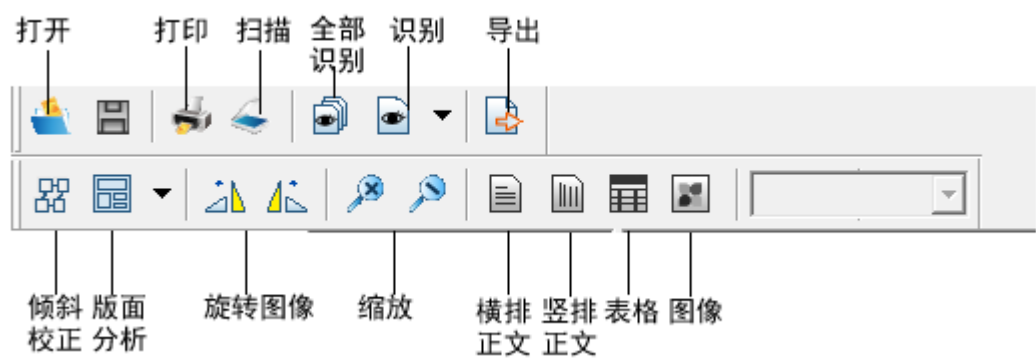 打开 打印 扫描 全部 识别 导出
识别
倾斜 版面 旋转图像 缩放 横排 竖排 表格 图像
校正 分析 正文 正文